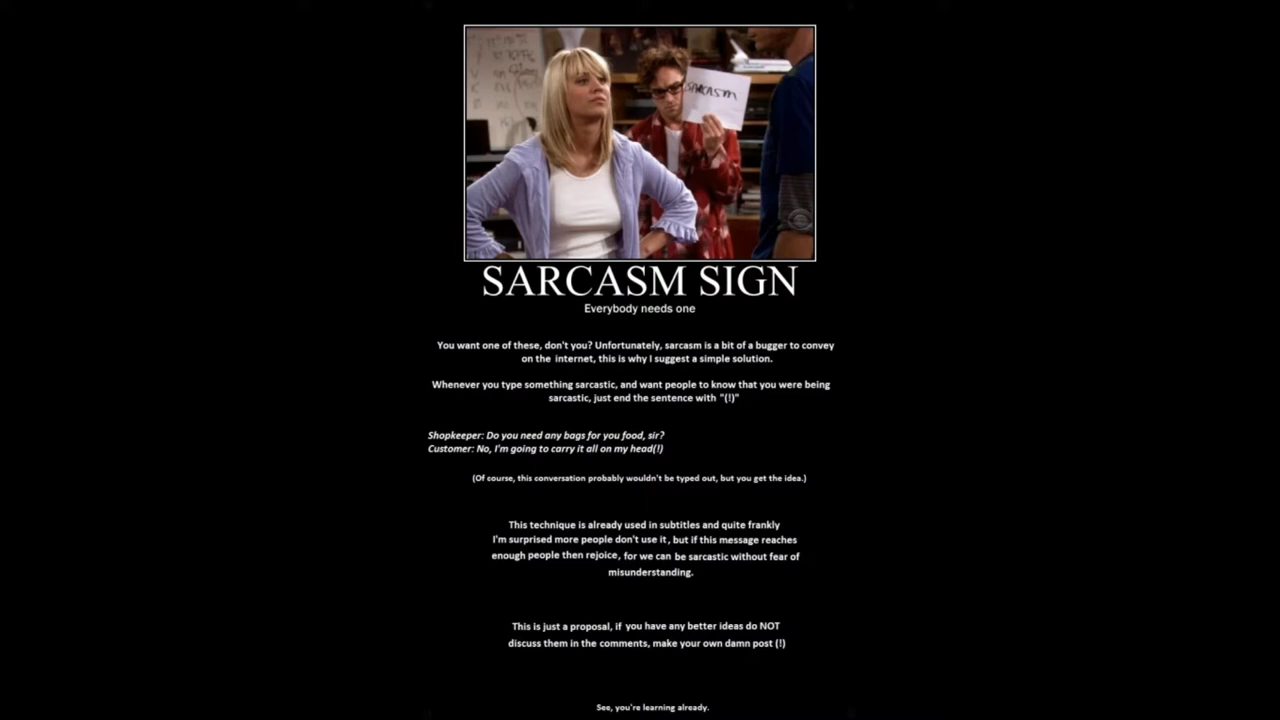 SARCASM
SARCASM SIGN
Everybody needs one
You want one of these, don't you? Unfortunately, sarcasm is a bit of a bugger to convey
on the internet, this is why I suggest a simple solution.
Whenever you type something sarcastic, and want people to know that you were being
sarcastic, just end the sentence with "(!)"
Shopkeeper: Do you need any bags for you food, sir?
Customer: No, I'm going to carry it all on my head(!)
(Of course, this conversation probably wouldn't be typed out, but you get the idea.)
This technique is already used in subtitles and quite frankly
I'm surprised more people don't use it, but if this message reaches
enough people then rejoice, for we can be sarcastic without fear of
misunderstanding.
This is just a proposal, if you have any better ideas do NOT
discuss them in the comments, make your own damn post (!)
See, you're learning already.